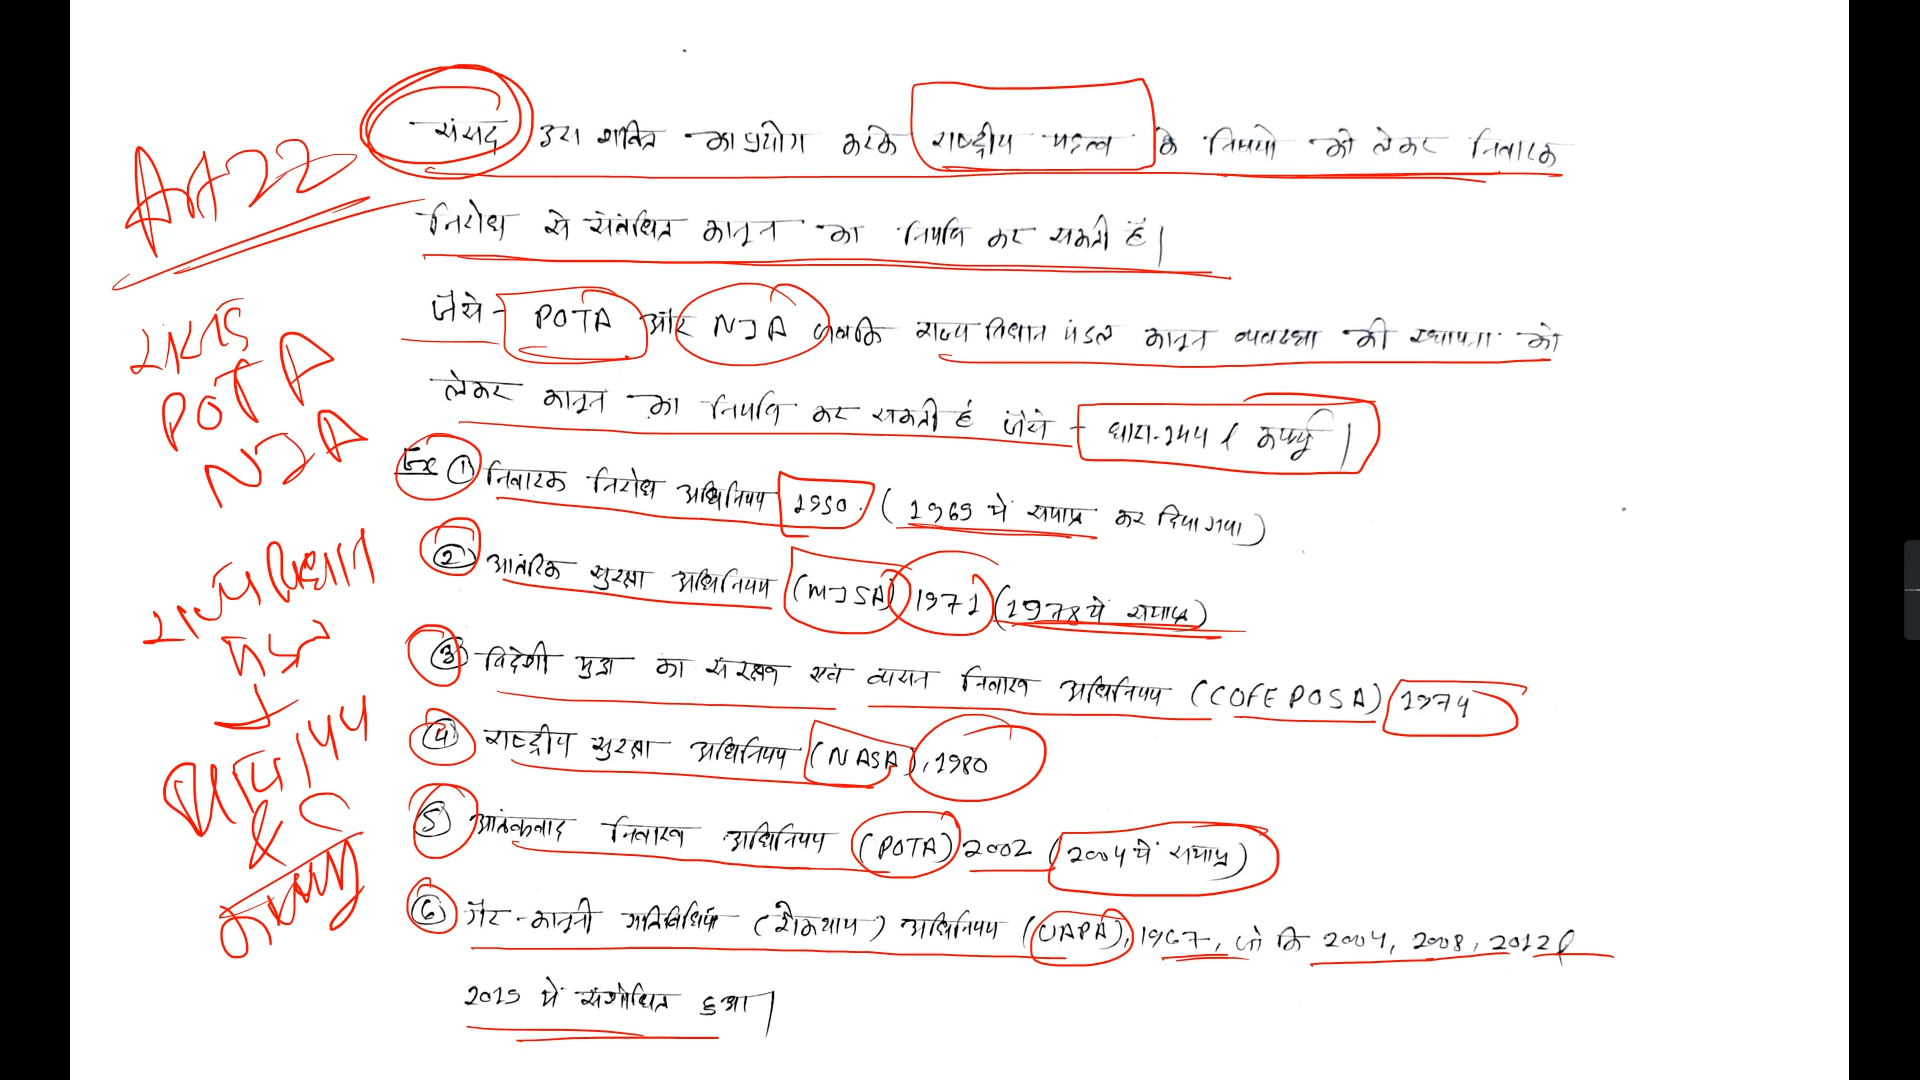 संसद इस शक्ति का प्रयोग करके राष्ट्रीय महत्व के विषयो को लेकर निवारक
निरोध से संबंधित कानून का निर्माण कर सकती है|
जैसे - POTA और NIA जबकि राज्य विधान मंडल कानून व्यवस्था की स्थापना को
लेकर कानून का निर्माण कर सकती है जैसे - धारा-144 & कर्फ्यू|
Ex ① निवारक निरोध अधिनियम 1950. (1969 में समाप्त कर दिया गया)
② आंतरिक सुरक्षा अधिनियम (MISA) 1971 (1978 में समाप्त)
③ विदेशी मुद्रा का संरक्षण एवं व्यसन निवारण अधिनियम (COFEPOSA) 1974
④ राष्ट्रीय सुरक्षा अधिनियम (NASA), 1980
⑤ आतंकवाद निवारण अधिनियम (POTA) 2002 (2004 में समाप्त)
⑥ गैर-कानूनी गतिविधियाँ (रोकथाम) अधिनियम (UAPA), 1967, जो कि 2004, 2008, 2012 &
2019 में संशोधित हुआ|
Art 22
संसद
POTA
NIA
राज्य विधान
मंडल
धारा 144
&
कर्फ्यू